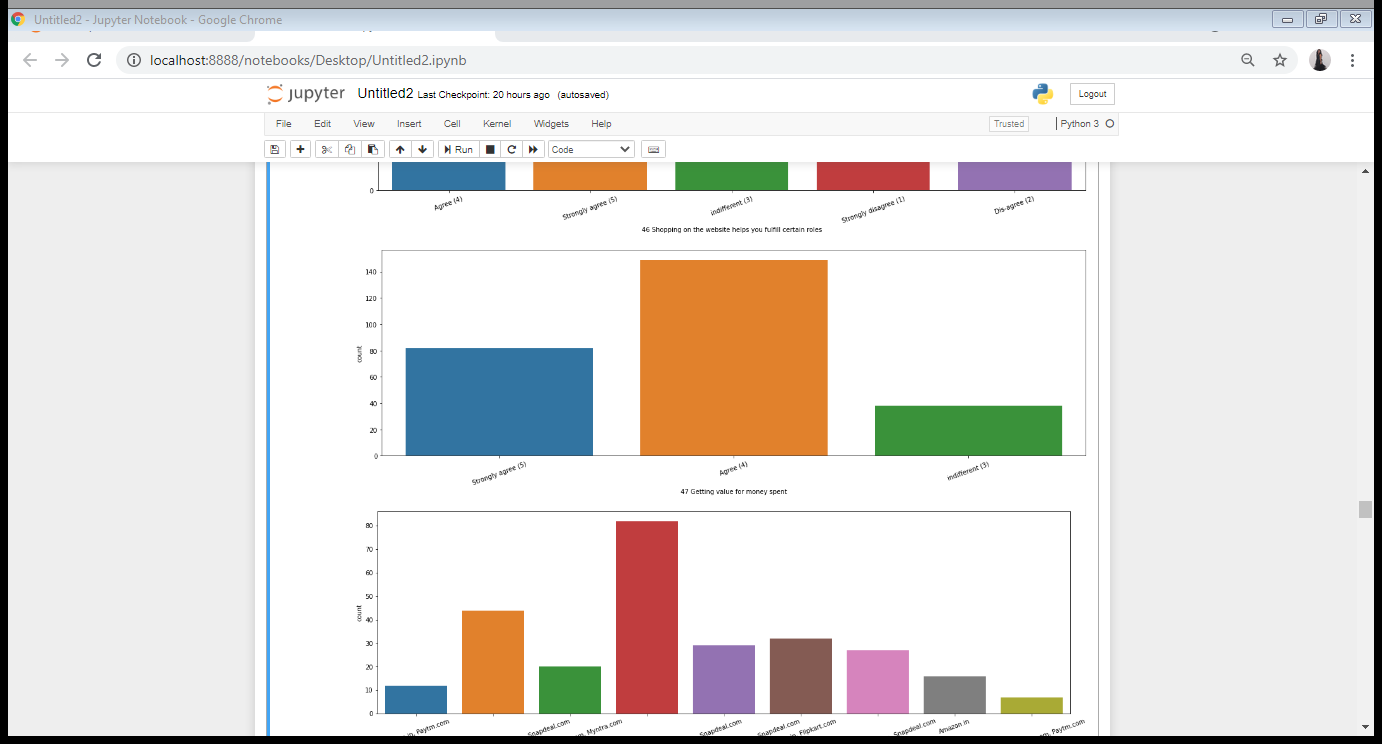 Untitled2 - Jupyter Notebook - Google Chrome
localhost:8888/notebooks/Desktop/Untitled2.ipynb
jupyter Untitled2 Last Checkpoint: 20 hours ago (autosaved) Logout
File Edit View Insert Cell Kernel Widgets Help Trusted Python 3
Run Code
0
Agree (4) Strongly agree (5) indifferent (3) Strongly disagree (1) Dis-agree (2)
46 Shopping on the website helps you fulfill certain roles
140
120
100
80
60
40
20
0
count
Strongly agree (5) Agree (4) indifferent (3)
47 Getting value for money spent
80
70
60
50
40
30
20
10
0
count
Paytm.com Snapdeal.com Myntra.com Snapdeal.com Snapdeal.com Flipkart.com Snapdeal.com Amazon.in Paytm.com